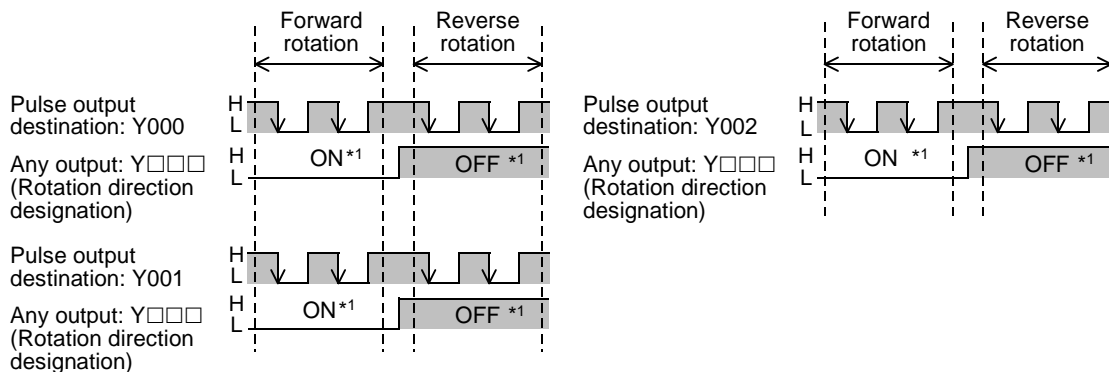 Forward rotation
Reverse rotation
Pulse output
destination: Y000
H
L
Any output: Y□□□
(Rotation direction
designation)
H
L
ON*1
OFF *1
Pulse output
destination: Y001
H
L
Any output: Y□□□
(Rotation direction
designation)
H
L
ON*1
OFF *1
Forward rotation
Reverse rotation
Pulse output
destination: Y002
H
L
Any output: Y□□□
(Rotation direction
designation)
H
L
ON *1
OFF *1